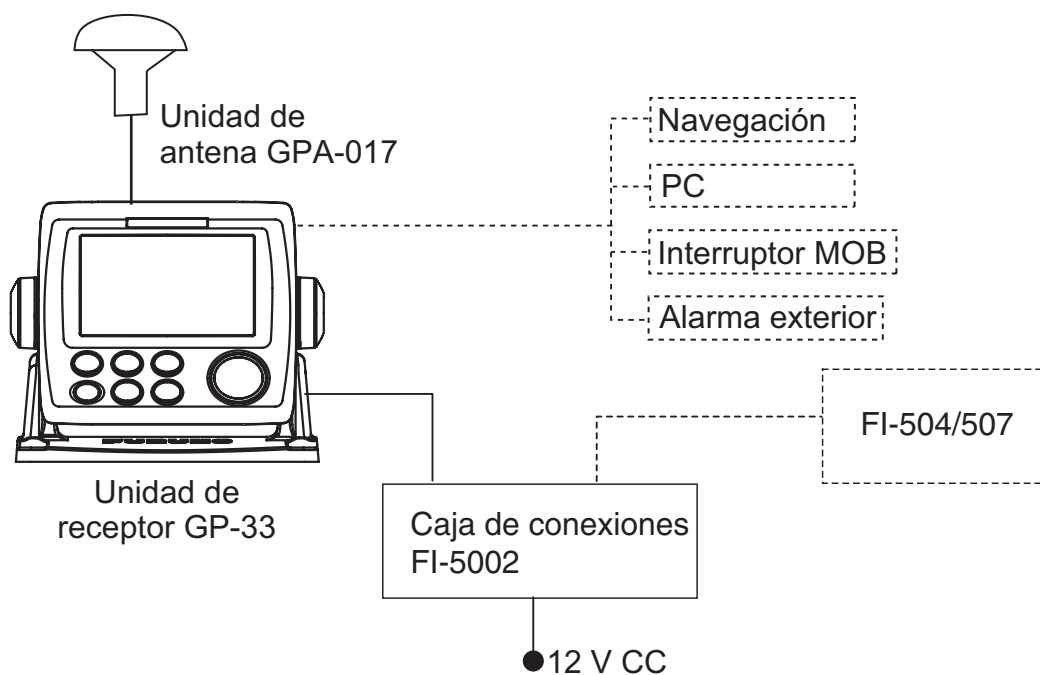 Unidad de
antena GPA-017
Navegación
PC
Interruptor MOB
Alarma exterior
FURUNO
Unidad de
receptor GP-33
FI-504/507
Caja de conexiones
FI-5002
12 V CC